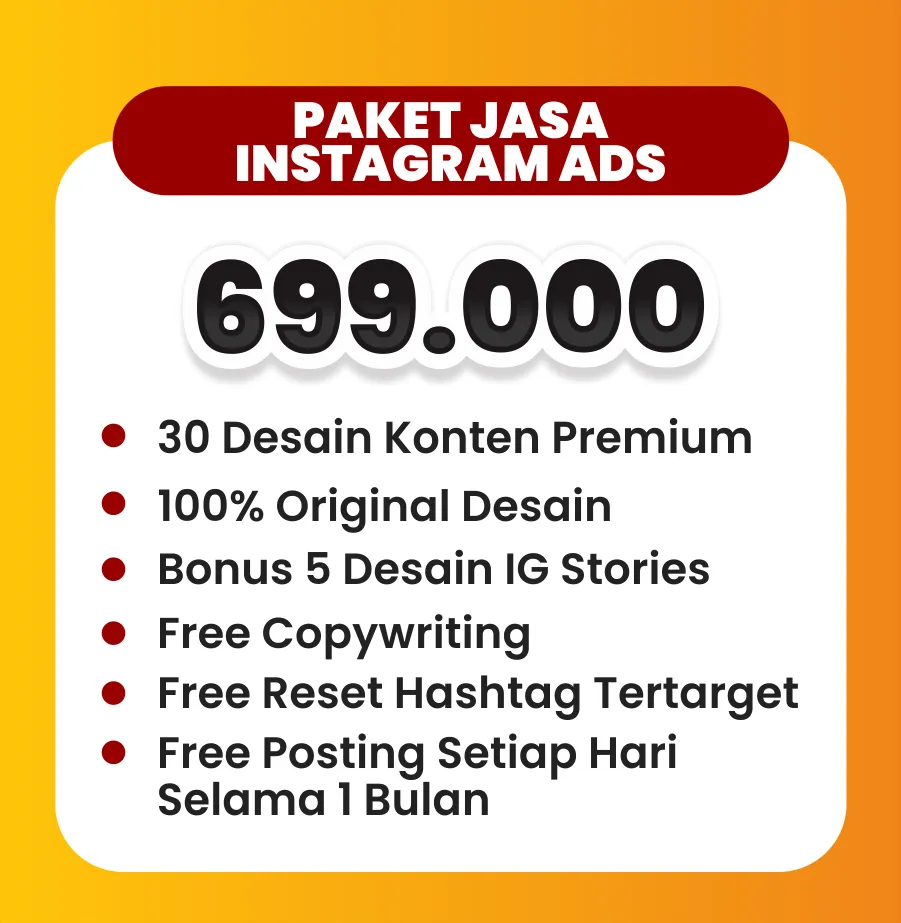 PAKET JASA
INSTAGRAM ADS
699.000
30 Desain Konten Premium
100% Original Desain
Bonus 5 Desain IG Stories
Free Copywriting
Free Reset Hashtag Tertarget
Free Posting Setiap Hari
Selama 1 Bulan